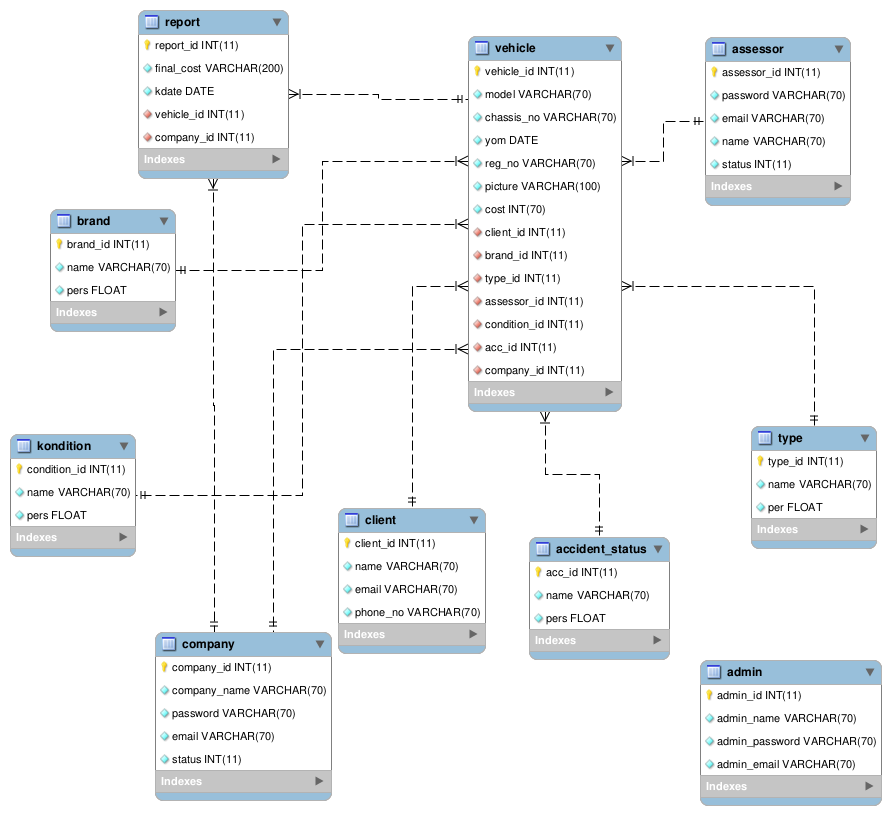 report
report_id INT(11)
final_cost VARCHAR(200)
kdate DATE
vehicle_id INT(11)
company_id INT(11)
Indexes
vehicle
vehicle_id INT(11)
model VARCHAR(70)
chassis_no VARCHAR(70)
yom DATE
reg_no VARCHAR(70)
picture VARCHAR(100)
cost INT(70)
client_id INT(11)
brand_id INT(11)
type_id INT(11)
assessor_id INT(11)
condition_id INT(11)
acc_id INT(11)
company_id INT(11)
Indexes
assessor
assessor_id INT(11)
password VARCHAR(70)
email VARCHAR(70)
name VARCHAR(70)
status INT(11)
Indexes
brand
brand_id INT(11)
name VARCHAR(70)
pers FLOAT
Indexes
kondition
condition_id INT(11)
name VARCHAR(70)
pers FLOAT
Indexes
client
client_id INT(11)
name VARCHAR(70)
email VARCHAR(70)
phone_no VARCHAR(70)
Indexes
accident_status
acc_id INT(11)
name VARCHAR(70)
pers FLOAT
Indexes
type
type_id INT(11)
name VARCHAR(70)
per FLOAT
Indexes
company
company_id INT(11)
company_name VARCHAR(70)
password VARCHAR(70)
email VARCHAR(70)
status INT(11)
Indexes
admin
admin_id INT(11)
admin_name VARCHAR(70)
admin_password VARCHAR(70)
admin_email VARCHAR(70)
Indexes